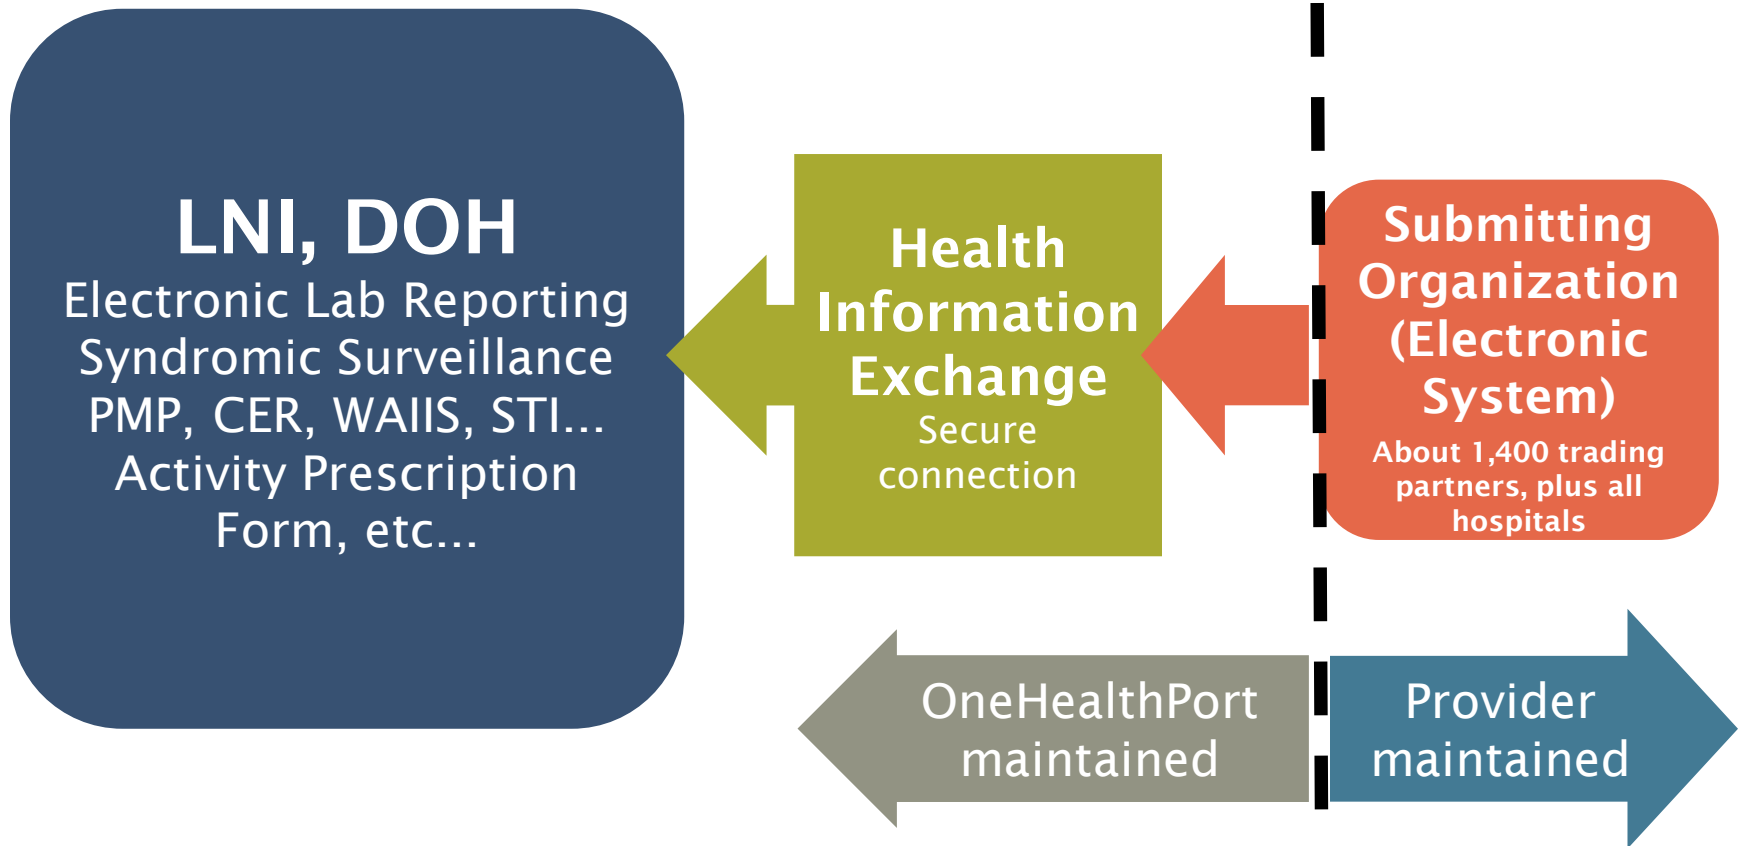 LNI, DOH
Electronic Lab Reporting
Syndromic Surveillance
PMP, CER, WAIIS, STI...
Activity Prescription
Form, etc...
Health
Information
Exchange
Secure
connection
Submitting
Organization
(Electronic
System)
About 1,400 trading
partners, plus all
hospitals
OneHealthPort
maintained
Provider
maintained